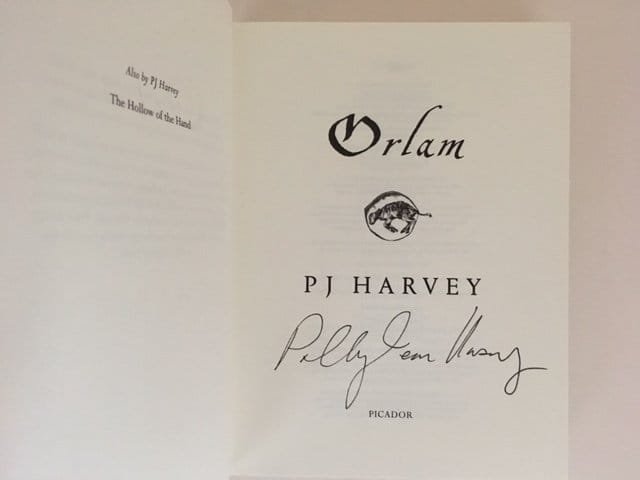 Also by PJ Harvey
The Hollow of the Hand
Orlam
PJ HARVEY
Polly Jean Harvey
PICADOR